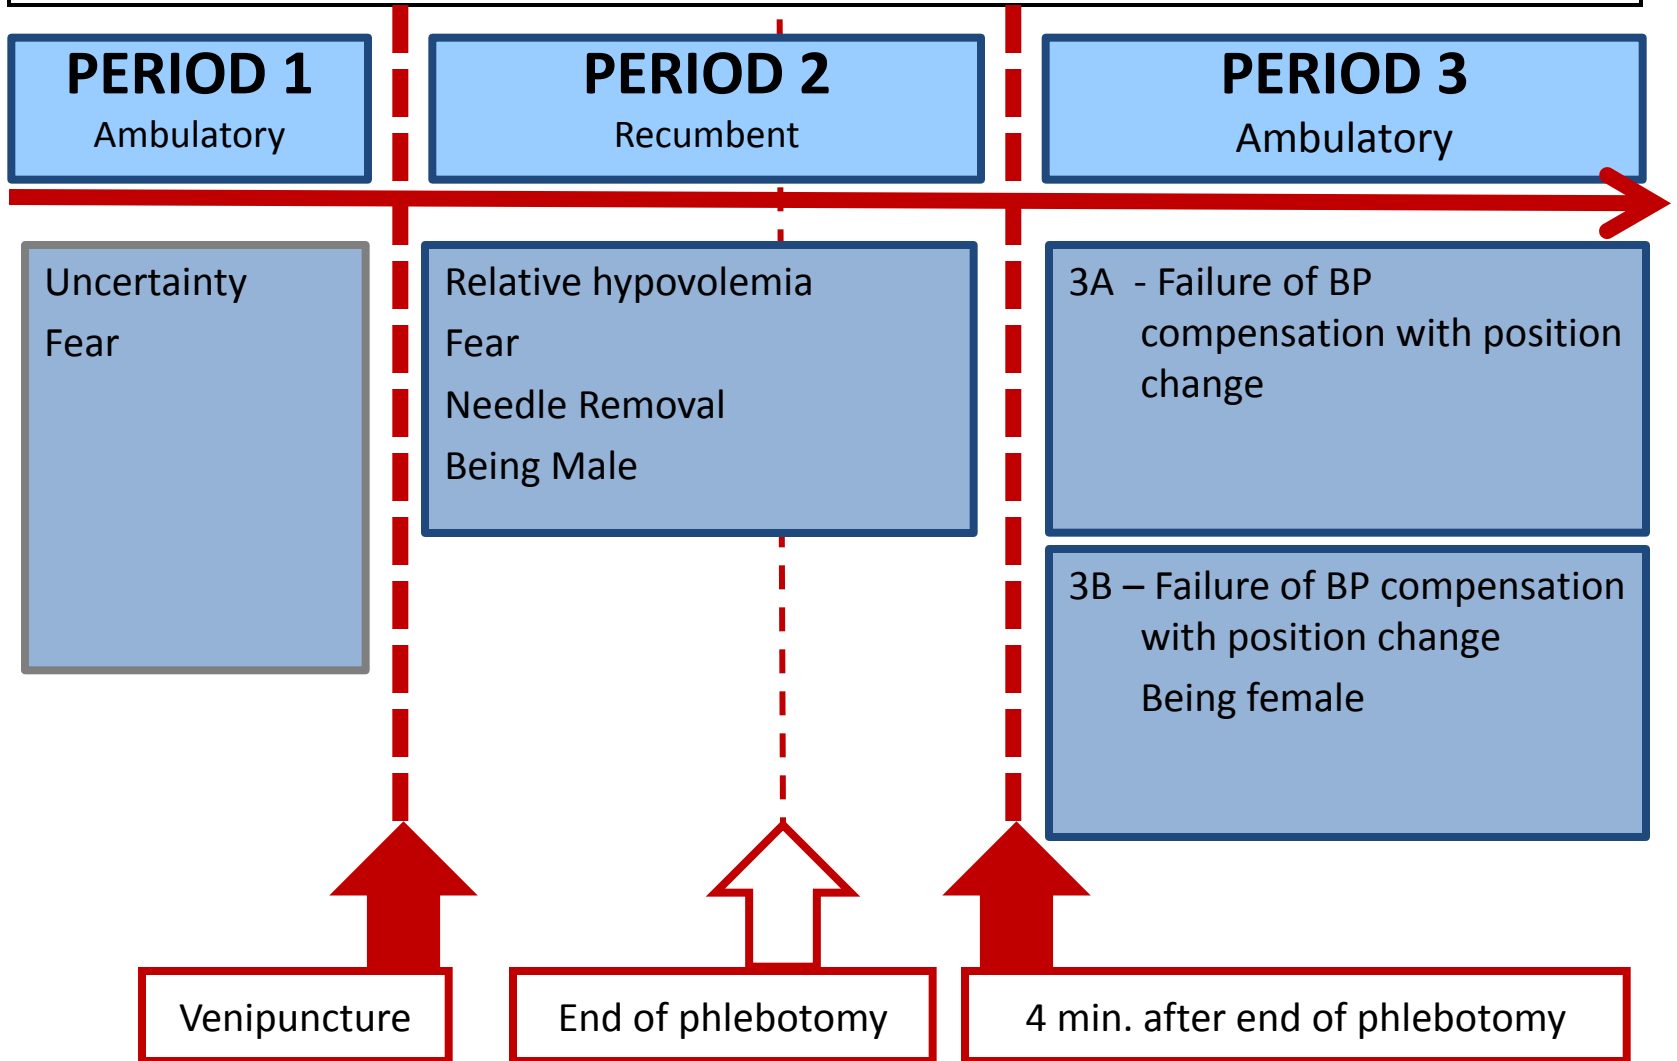 PERIOD 1
Ambulatory
PERIOD 2
Recumbent
PERIOD 3
Ambulatory
Uncertainty
Fear
Relative hypovolemia
Fear
Needle Removal
Being Male
3A - Failure of BP
compensation with position
change
3B – Failure of BP compensation
with position change
Being female
Venipuncture
End of phlebotomy
4 min. after end of phlebotomy